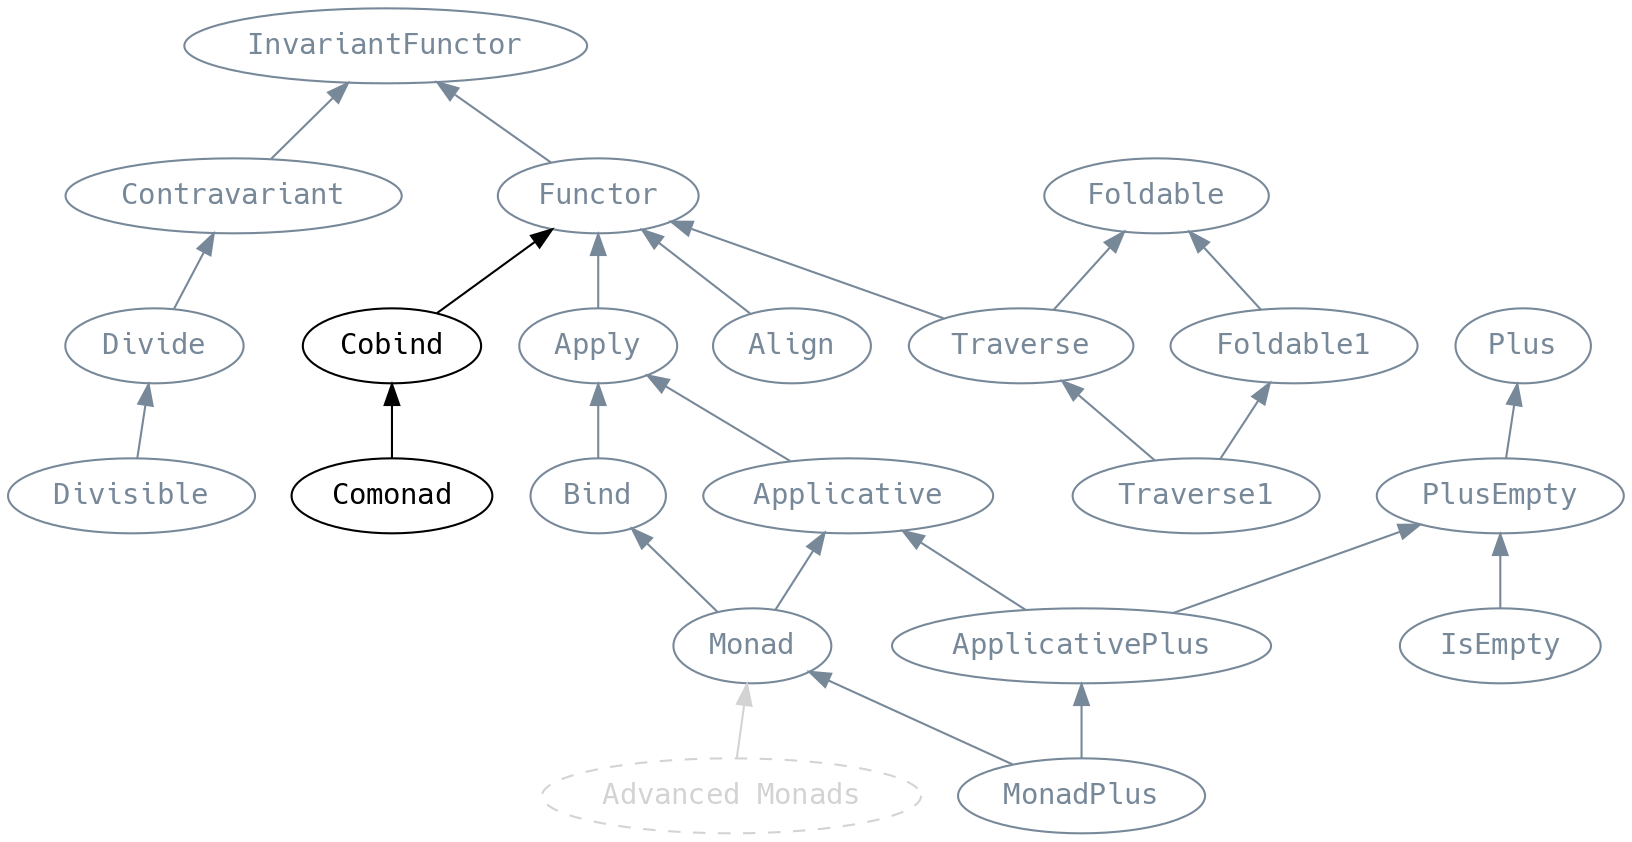 InvariantFunctor
Contravariant
Functor
Foldable
Divide
Cobind
Apply
Align
Traverse
Foldable1
Plus
Divisible
Comonad
Bind
Applicative
Traverse1
PlusEmpty
Monad
ApplicativePlus
IsEmpty
Advanced Monads
MonadPlus